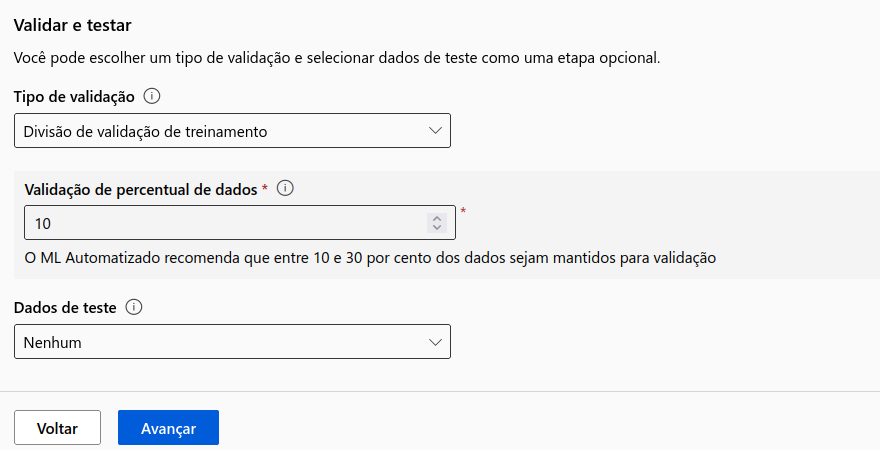 Validar e testar
Você pode escolher um tipo de validação e selecionar dados de teste como uma etapa opcional.
Tipo de validação
Divisão de validação de treinamento
Validação de percentual de dados *
10 *
O ML Automatizado recomenda que entre 10 e 30 por cento dos dados sejam mantidos para validação
Dados de teste
Nenhum
Voltar Avançar